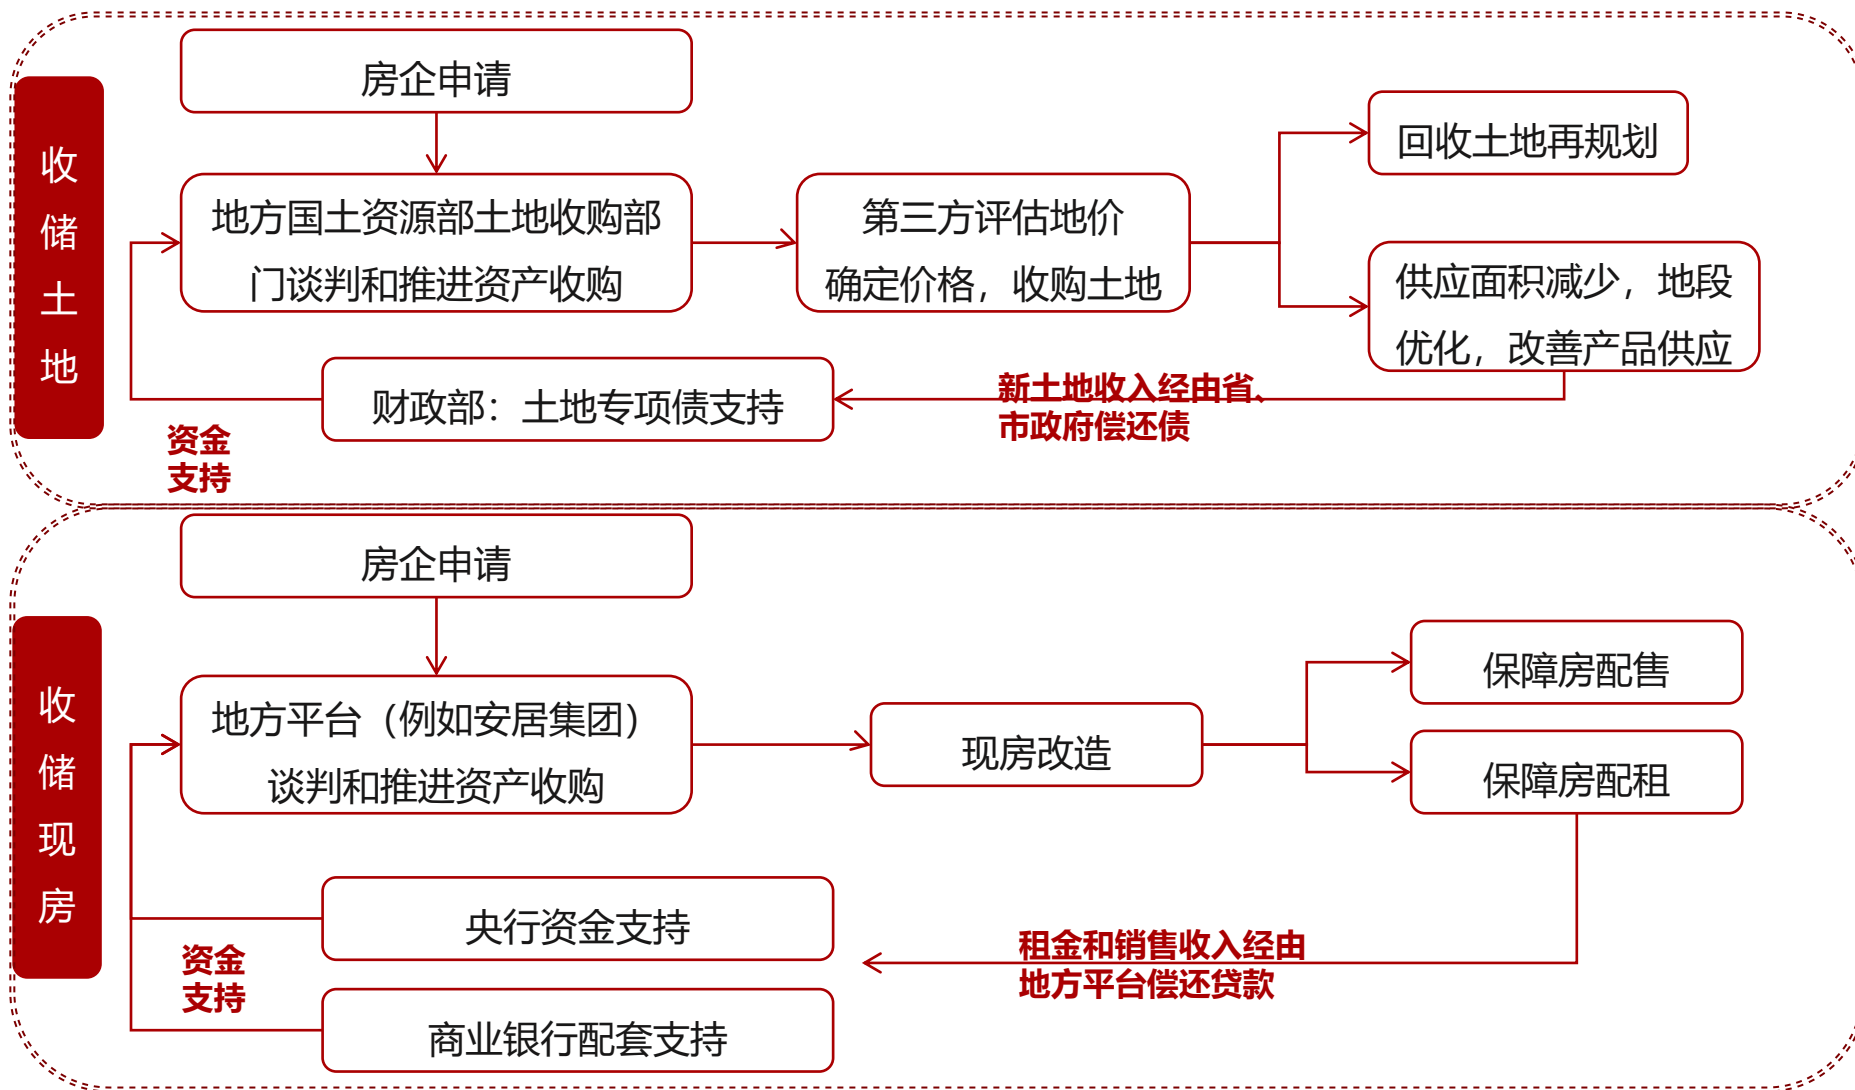 收
储
土
地
房企申请
地方国土资源部土地收购部
门谈判和推进资产收购
第三方评估地价
确定价格，收购土地
回收土地再规划
供应面积减少，地段
优化，改善产品供应
财政部：土地专项债支持
新土地收入经由省、
市政府偿还债
资金
支持
收
储
现
房
房企申请
地方平台（例如安居集团）
谈判和推进资产收购
现房改造
保障房配售
保障房配租
央行资金支持
资金
支持
租金和销售收入经由
地方平台偿还贷款
商业银行配套支持